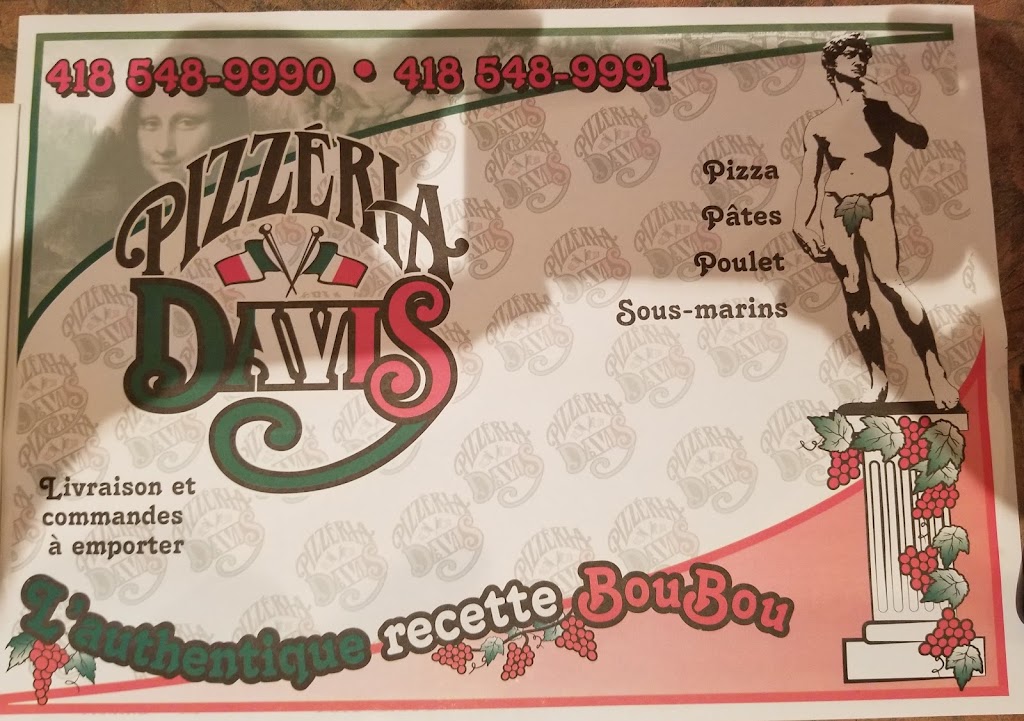 418 548-9990 • 418 548-9991
PIZZÉRIA
DAVIS
Pizza
Pâtes
Poulet
Sous-marins
Livraison et
commandes
à emporter
L'authentique recette BouBou